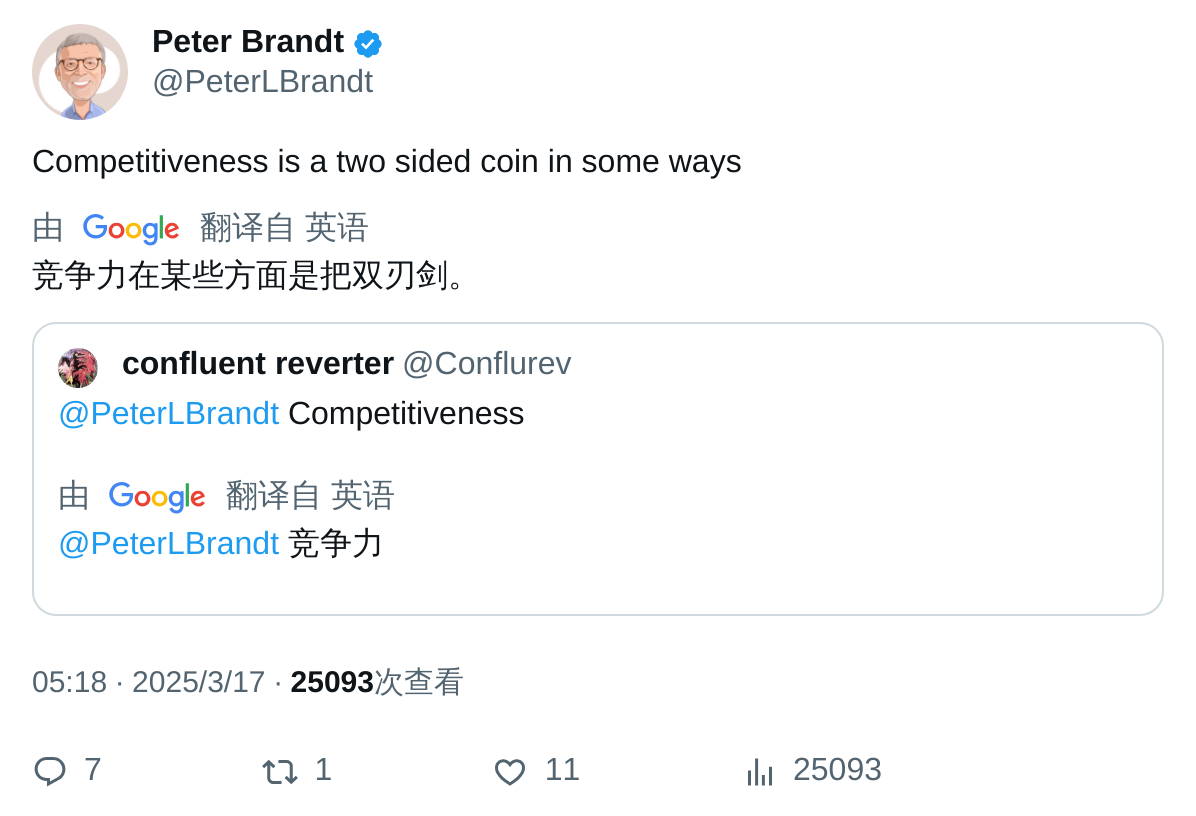 Peter Brandt
@PeterLBrandt
Competitiveness is a two sided coin in some ways
由 Google 翻译自 英语
竞争力在某些方面是把双刃剑。
confluent reverter @Conflurev
@PeterLBrandt Competitiveness
由 Google 翻译自 英语
@PeterLBrandt 竞争力
05:18 · 2025/3/17 · 25093次查看
7 1 11 25093